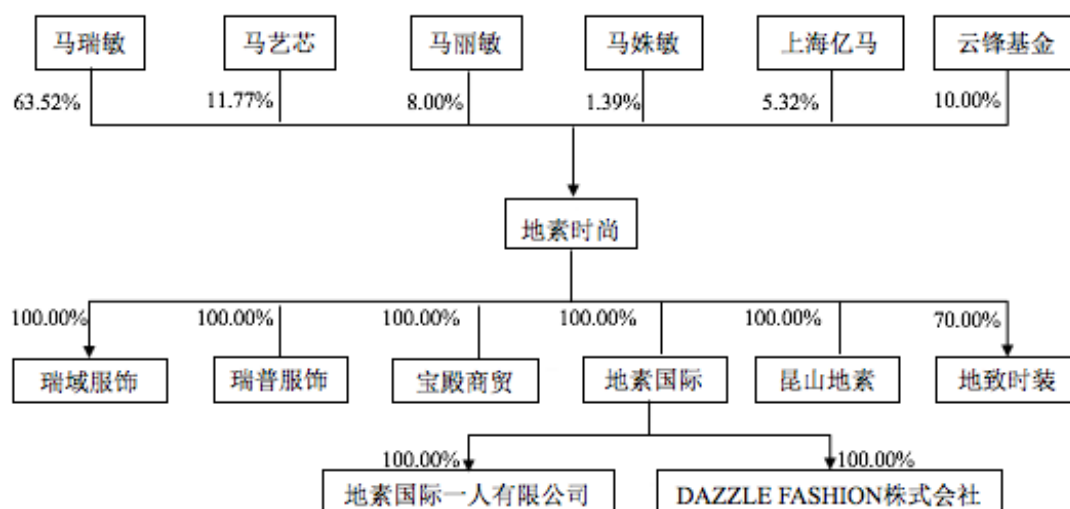 马瑞敏 马艺芯 马丽敏 马姝敏 上海亿马 云锋基金
63.52% 11.77% 8.00% 1.39% 5.32% 10.00%
地素时尚
100.00% 100.00% 100.00% 100.00% 100.00% 70.00%
瑞域服饰 瑞普服饰 宝殿商贸 地素国际 昆山地素 地致时装
100.00% 100.00%
地素国际一人有限公司 DAZZLE FASHION株式会社